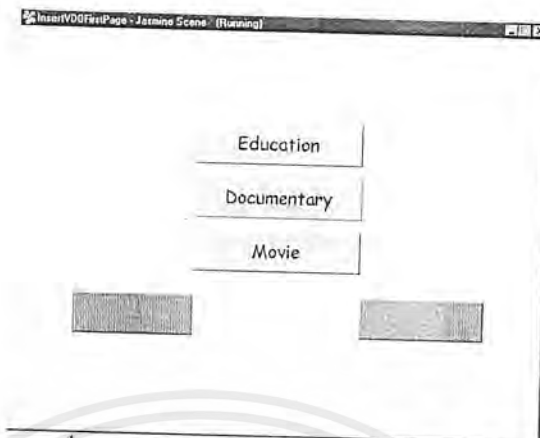 InsertVDOFirstPage - Jasmine Scene (Running)
Education
Documentary
Movie